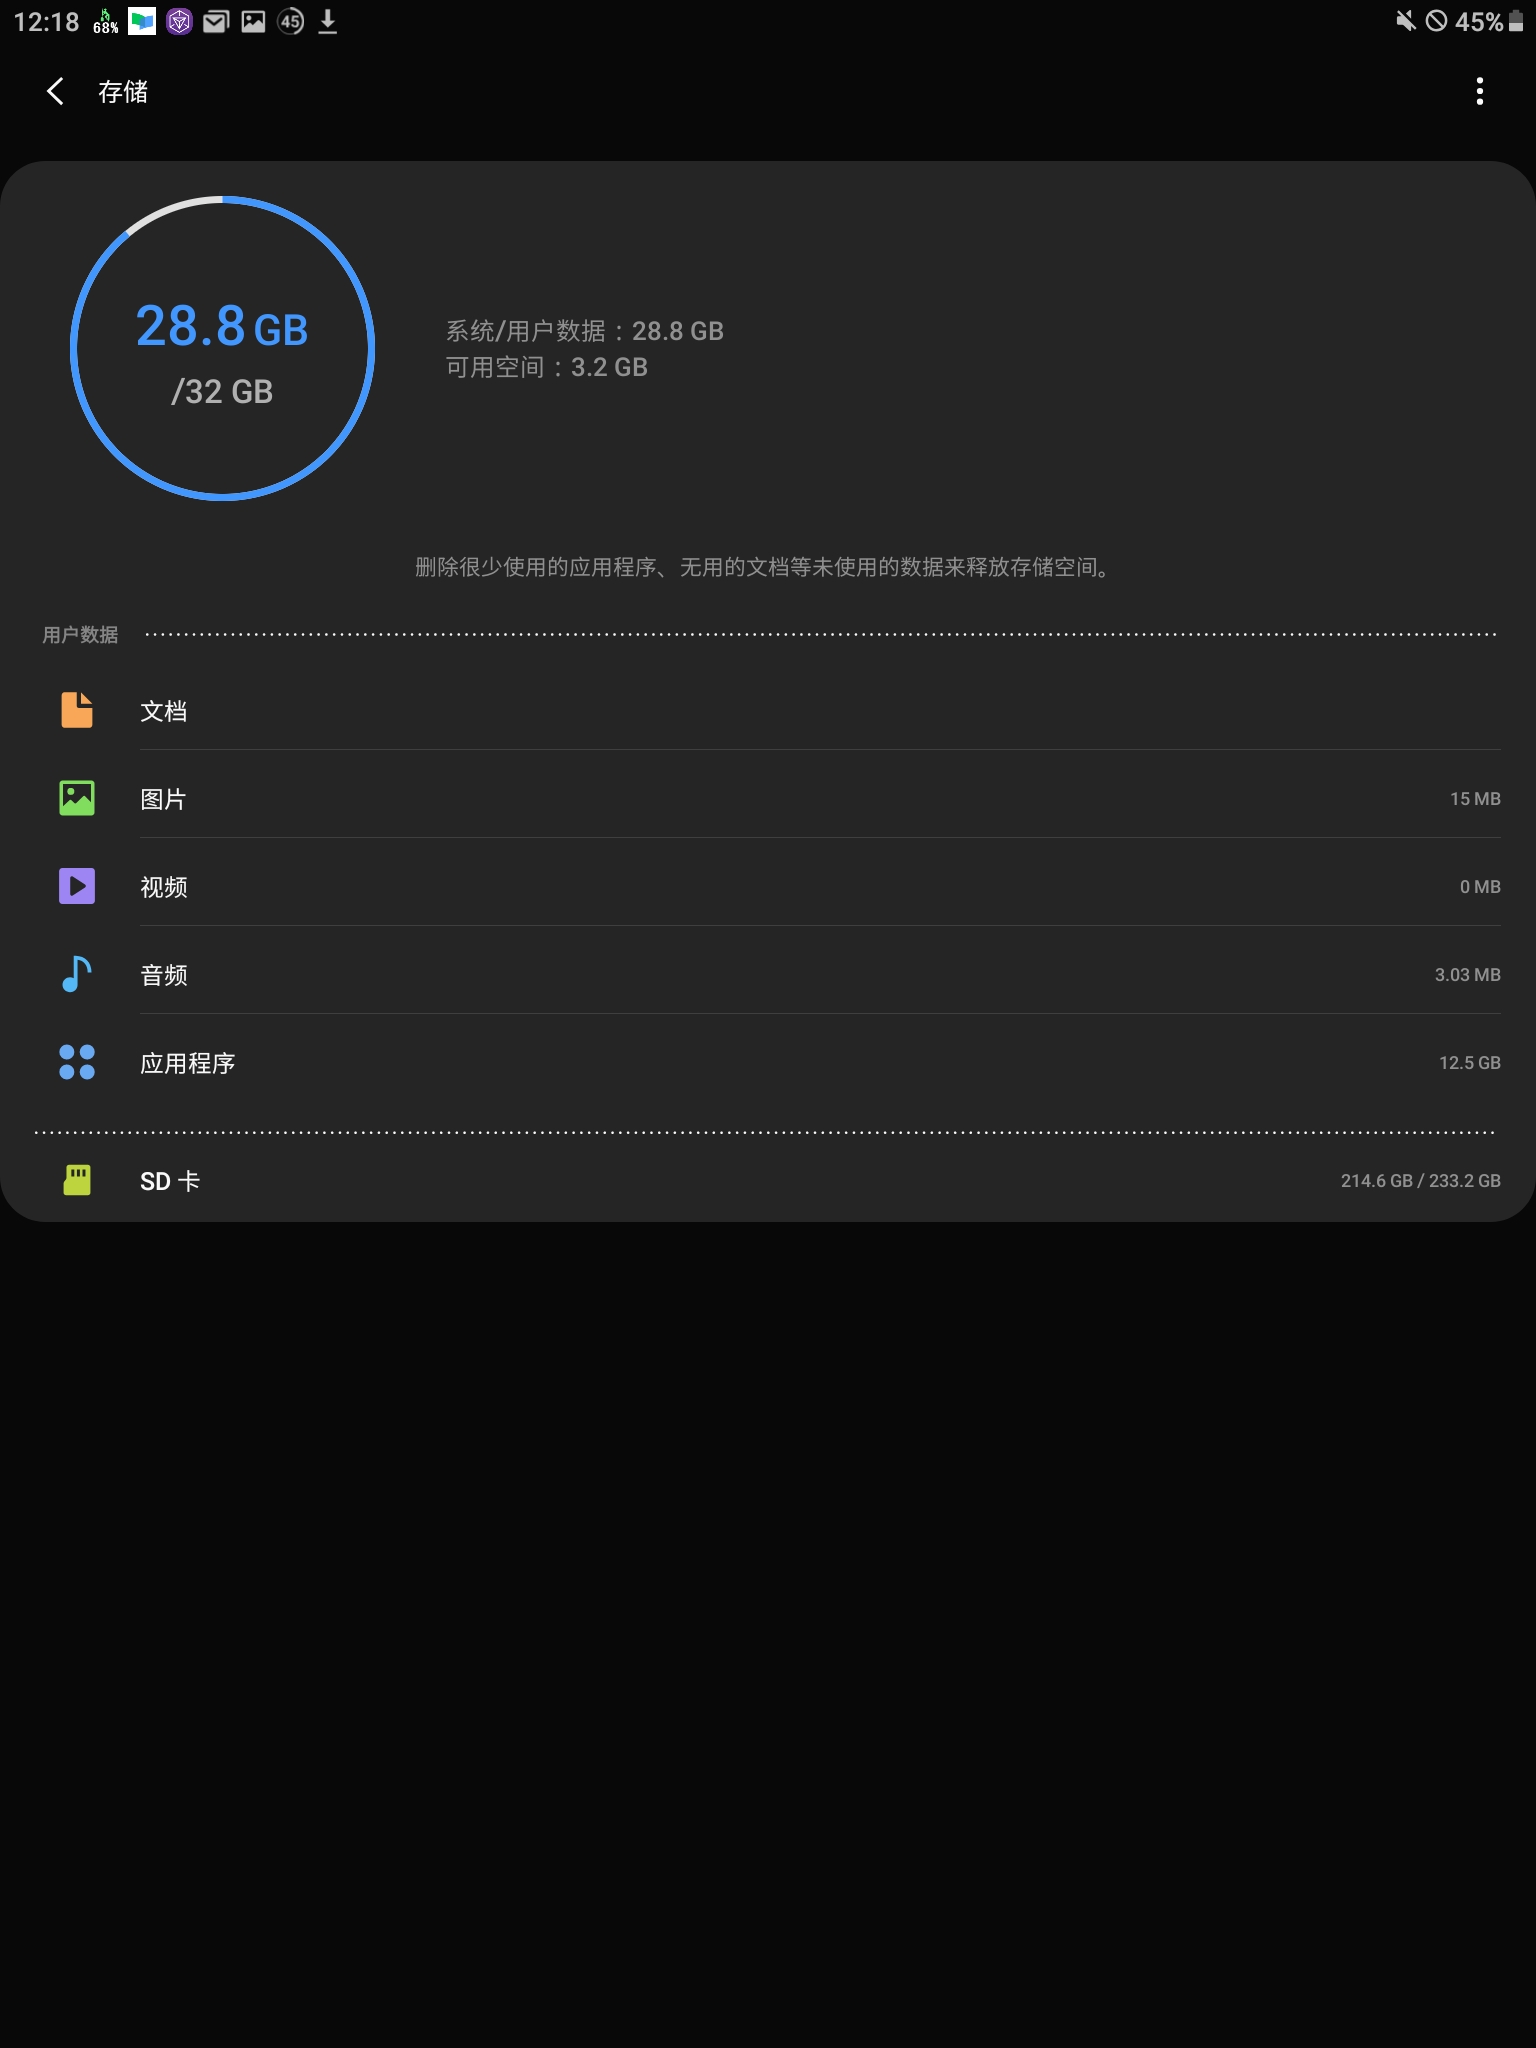 12:18 68% 45 45%
存储
28.8 GB
/32 GB
系统/用户数据：28.8 GB
可用空间：3.2 GB
删除很少使用的应用程序、无用的文档等未使用的数据来释放存储空间。
用户数据
文档
图片 15 MB
视频 0 MB
音频 3.03 MB
应用程序 12.5 GB
SD 卡 214.6 GB / 233.2 GB